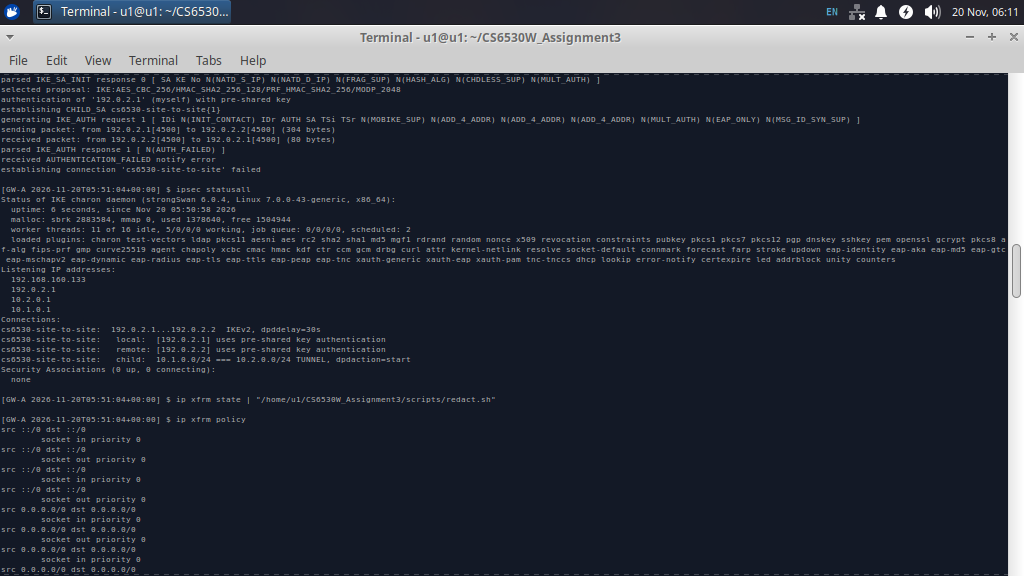 Terminal - u1@u1: ~/CS6530...
EN
20 Nov, 06:11
Terminal - u1@u1: ~/CS6530W_Assignment3
File Edit View Terminal Tabs Help
parsed IKE_SA_INIT response 0 [ SA KE No N(NATD_S_IP) N(NATD_D_IP) N(FRAG_SUP) N(HASH_ALG) N(CHDLESS_SUP) N(MULT_AUTH) ]
selected proposal: IKE:AES_CBC_256/HMAC_SHA2_256_128/PRF_HMAC_SHA2_256/MODP_2048
authentication of '192.0.2.1' (myself) with pre-shared key
establishing CHILD_SA cs6530-site-to-site{1}
generating IKE_AUTH request 1 [ IDi N(INIT_CONTACT) IDr AUTH SA TSi TSr N(MOBIKE_SUP) N(ADD_4_ADDR) N(ADD_4_ADDR) N(ADD_4_ADDR) N(MULT_AUTH) N(EAP_ONLY) N(MSG_ID_SYN_SUP) ]
sending packet: from 192.0.2.1[4500] to 192.0.2.2[4500] (304 bytes)
received packet: from 192.0.2.2[4500] to 192.0.2.1[4500] (80 bytes)
parsed IKE_AUTH response 1 [ N(AUTH_FAILED) ]
received AUTHENTICATION_FAILED notify error
establishing connection 'cs6530-site-to-site' failed
[GW-A 2026-11-20T05:51:04+00:00] $ ipsec statusall
Status of IKE charon daemon (strongSwan 6.0.4, Linux 7.0.0-43-generic, x86_64):
uptime: 6 seconds, since Nov 20 05:50:58 2026
malloc: sbrk 2883584, mmap 0, used 1378640, free 1504944
worker threads: 11 of 16 idle, 5/0/0/0 working, job queue: 0/0/0/0, scheduled: 2
loaded plugins: charon test-vectors ldap pkcs11 aesni aes rc2 sha2 sha1 md5 mgf1 rdrand random nonce x509 revocation constraints pubkey pkcs1 pkcs7 pkcs12 pgp dnskey sshkey pem openssl gcrypt pkcs8 a
f-alg fips-prf gmp curve25519 agent chapoly xcbc cmac hmac kdf ctr ccm gcm drbg curl attr kernel-netlink resolve socket-default connmark forecast farp stroke updown eap-identity eap-aka eap-md5 eap-gtc
eap-mschapv2 eap-dynamic eap-radius eap-tls eap-ttls eap-peap eap-tnc xauth-generic xauth-eap xauth-pam tnc-tnccs dhcp lookip error-notify certexpire led addrblock unity counters
Listening IP addresses:
192.168.160.133
192.0.2.1
10.2.0.1
10.1.0.1
Connections:
cs6530-site-to-site:  192.0.2.1...192.0.2.2  IKEv2, dpddelay=30s
cs6530-site-to-site:   local:  [192.0.2.1] uses pre-shared key authentication
cs6530-site-to-site:   remote: [192.0.2.2] uses pre-shared key authentication
cs6530-site-to-site:   child:  10.1.0.0/24 === 10.2.0.0/24 TUNNEL, dpdaction=start
Security Associations (0 up, 0 connecting):
none
[GW-A 2026-11-20T05:51:04+00:00] $ ip xfrm state | "/home/u1/CS6530W_Assignment3/scripts/redact.sh"
[GW-A 2026-11-20T05:51:04+00:00] $ ip xfrm policy
src ::/0 dst ::/0
socket in priority 0
src ::/0 dst ::/0
socket out priority 0
src ::/0 dst ::/0
socket in priority 0
src ::/0 dst ::/0
socket out priority 0
src 0.0.0.0/0 dst 0.0.0.0/0
socket in priority 0
src 0.0.0.0/0 dst 0.0.0.0/0
socket out priority 0
src 0.0.0.0/0 dst 0.0.0.0/0
socket in priority 0
src 0.0.0.0/0 dst 0.0.0.0/0